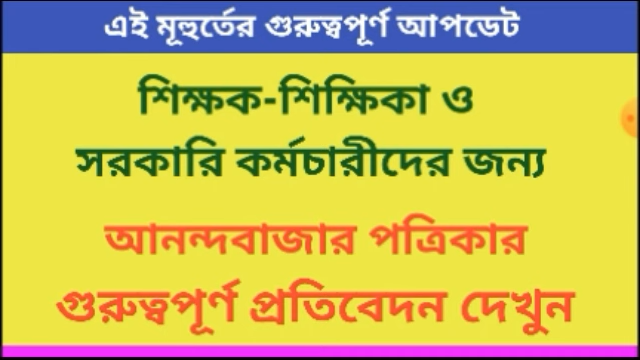 এই মূহুর্তের গুরুত্বপূর্ণ আপডেট
শিক্ষক-শিক্ষিকা ও
সরকারি কর্মচারীদের জন্য
আনন্দবাজার পত্রিকার
গুরুত্বপূর্ণ প্রতিবেদন দেখুন